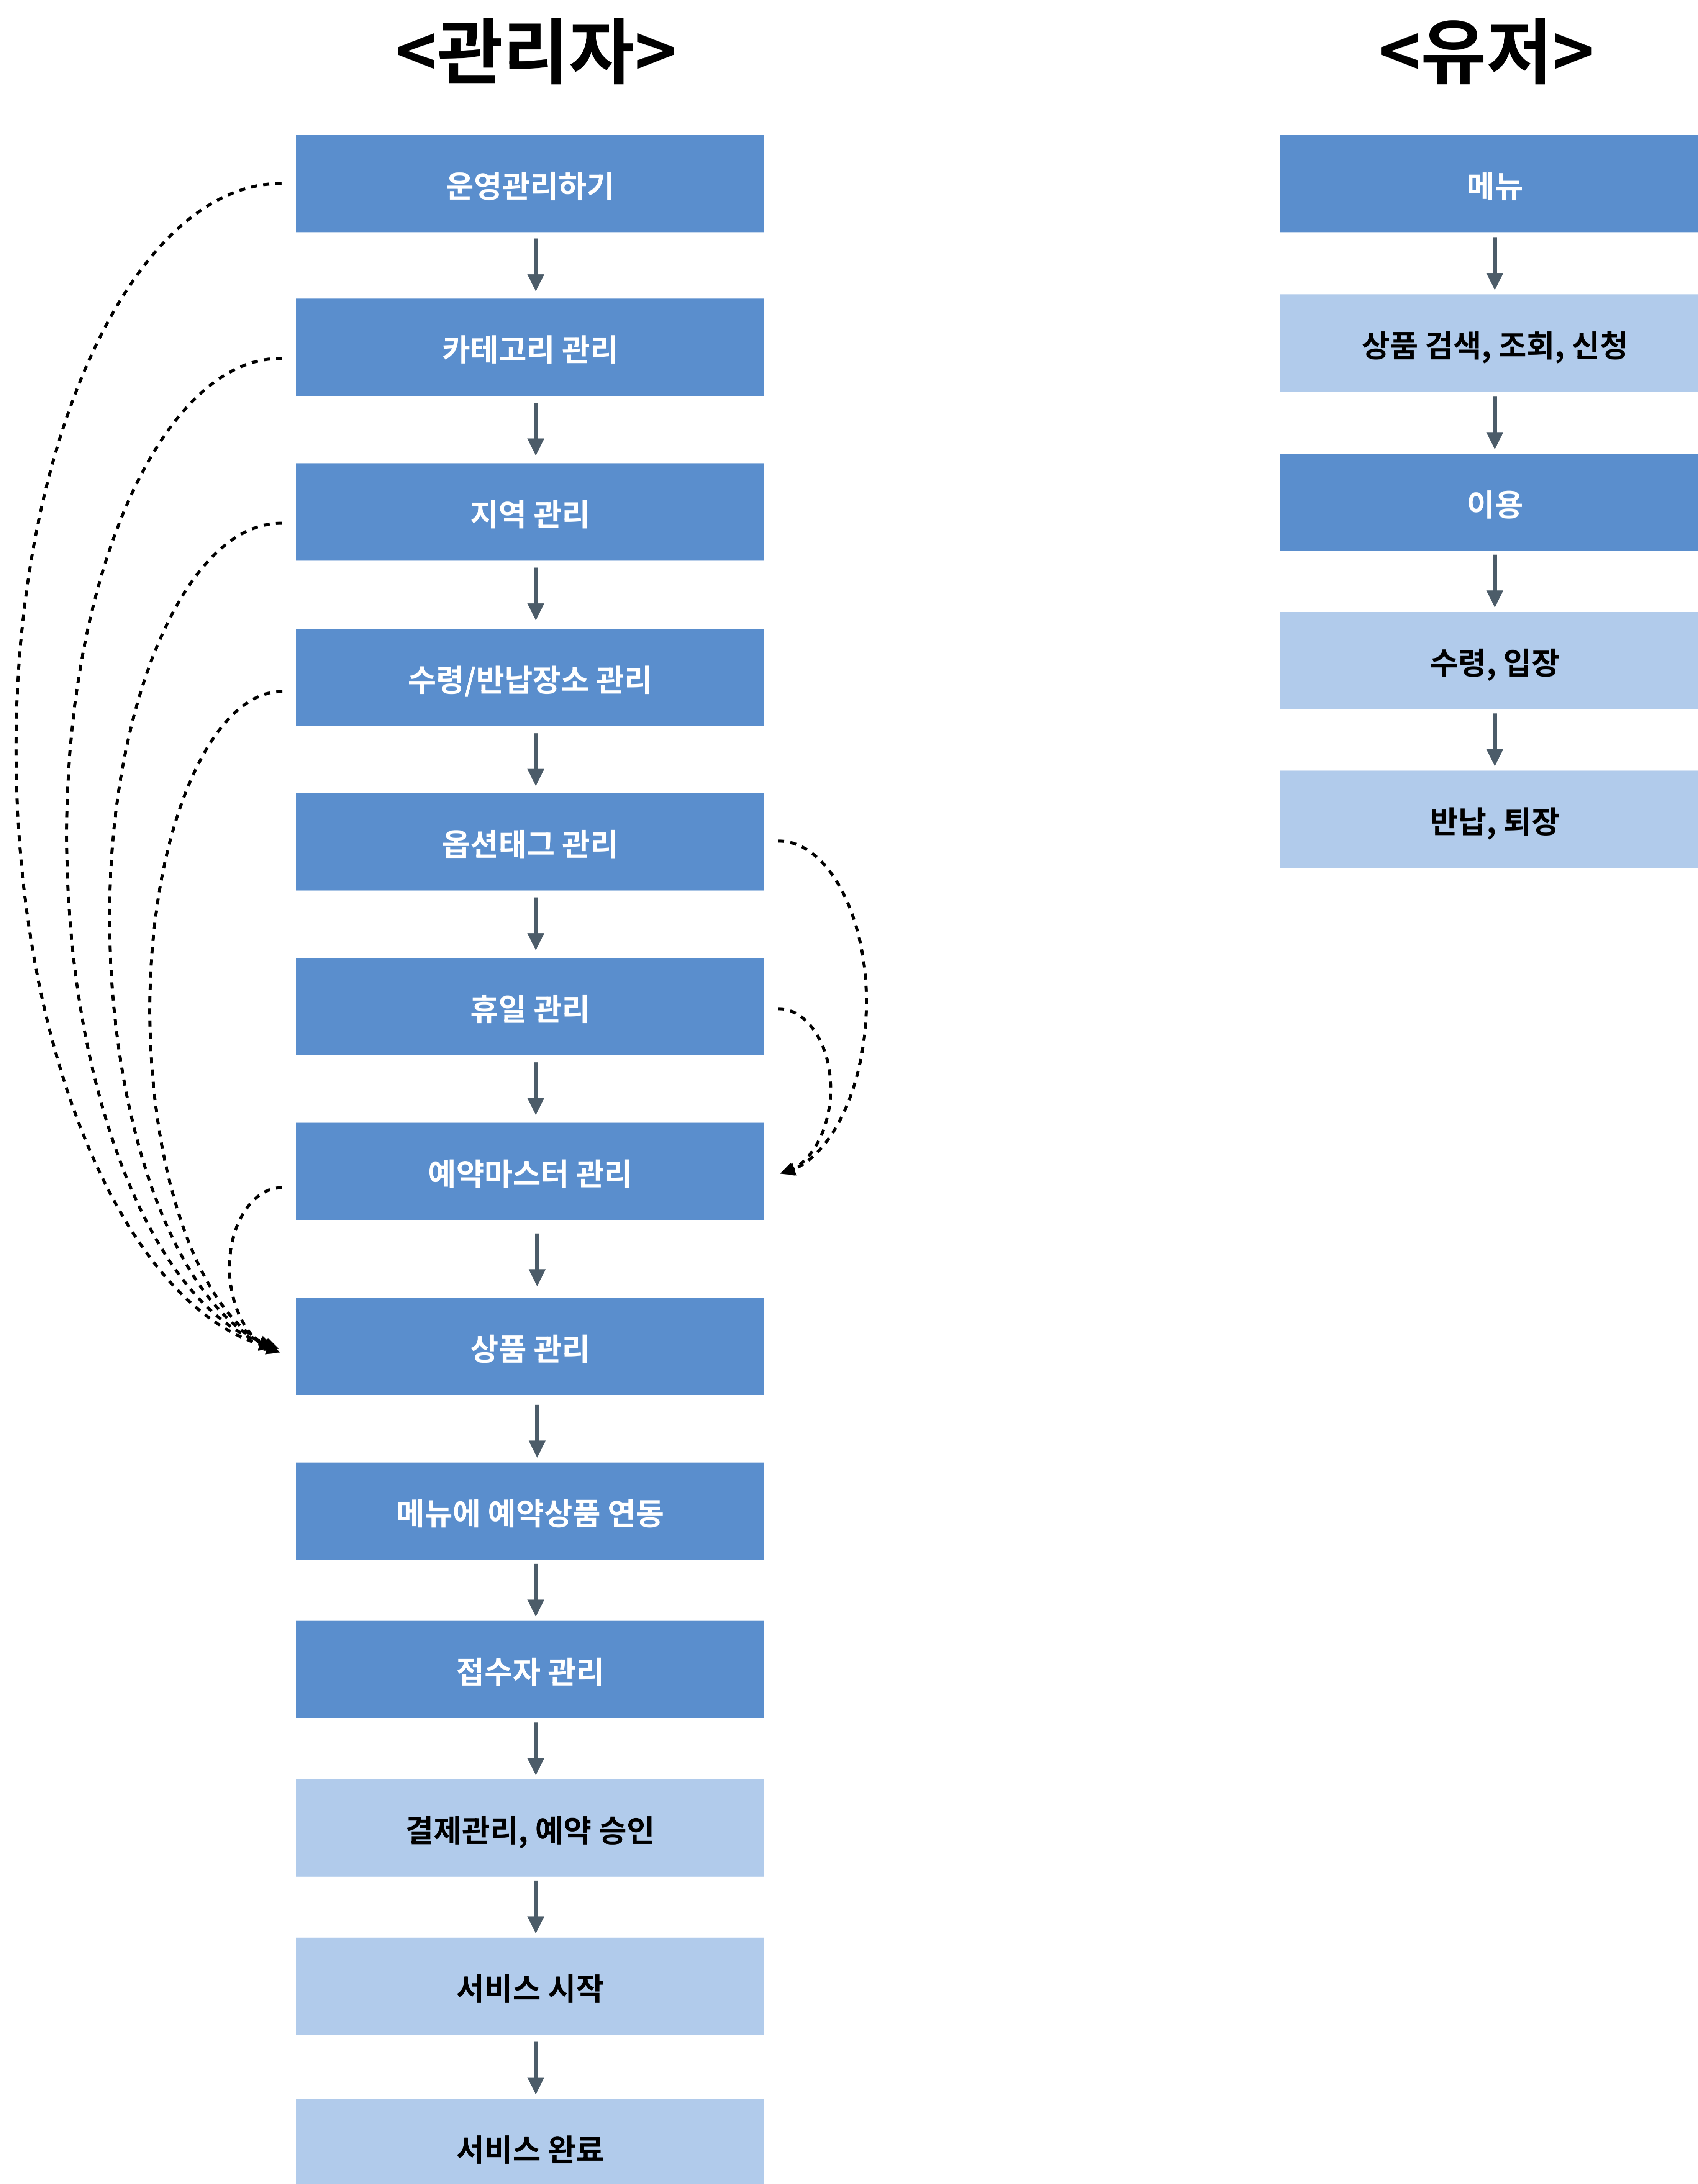 <관리자>
운영관리하기
카테고리 관리
지역 관리
수령/반납장소 관리
옵션태그 관리
휴일 관리
예약마스터 관리
상품 관리
메뉴에 예약상품 연동
접수자 관리
결제관리, 예약 승인
서비스 시작
서비스 완료
<유저>
메뉴
상품 검색, 조회, 신청
이용
수령, 입장
반납, 퇴장